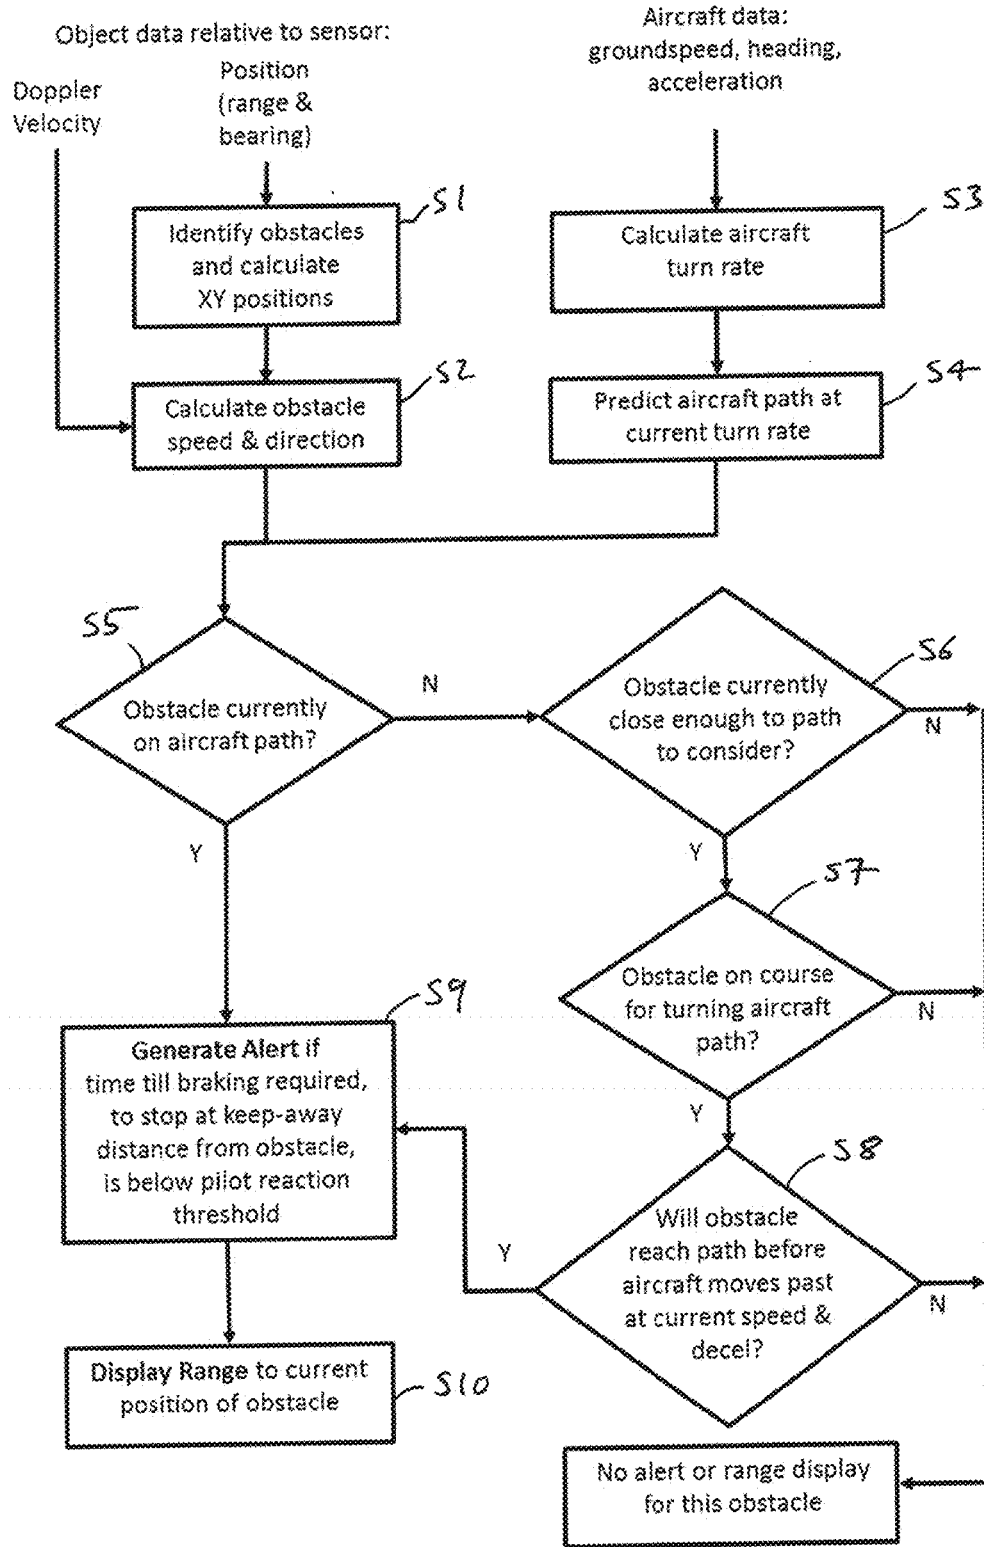 Object data relative to sensor:
Doppler
Velocity
Position
(range &
bearing)
Aircraft data:
groundspeed, heading,
acceleration
S1
Identify obstacles
and calculate
XY positions
S3
Calculate aircraft
turn rate
S2
Calculate obstacle
speed & direction
S4
Predict aircraft path at
current turn rate
S5
Obstacle currently
on aircraft path?
N
Y
S6
Obstacle currently
close enough to path
to consider?
N
Y
S7
Obstacle on course
for turning aircraft
path?
N
Y
S8
Will obstacle
reach path before
aircraft moves past
at current speed &
decel?
Y
N
S9
Generate Alert if
time till braking required,
to stop at keep-away
distance from obstacle,
is below pilot reaction
threshold
S10
Display Range to current
position of obstacle
No alert or range display
for this obstacle